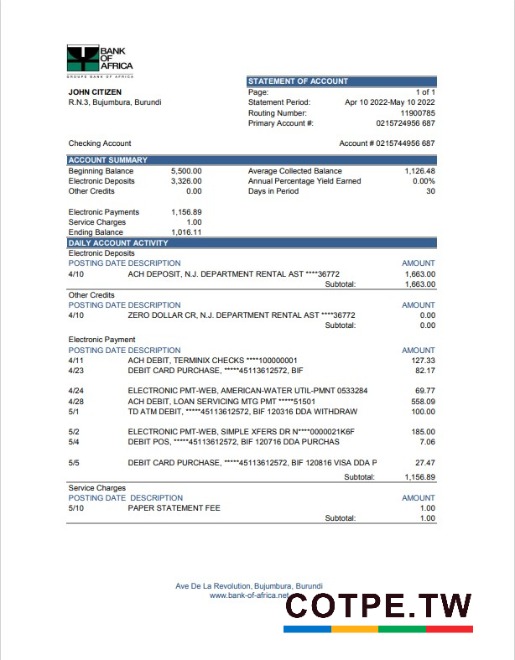 BANK
OF
AFRICA
GROUPE BANK OF AFRICA
STATEMENT OF ACCOUNT
JOHN CITIZEN
R.N.3, Bujumbura, Burundi
Page: 1 of 1
Statement Period: Apr 10 2022-May 10 2022
Routing Number: 11900785
Primary Account #: 0215724956 687
Checking Account Account # 0215744956 687
ACCOUNT SUMMARY
Beginning Balance 5,500.00 Average Collected Balance 1,126.48
Electronic Deposits 3,326.00 Annual Percentage Yield Earned 0.00%
Other Credits 0.00 Days in Period 30
Electronic Payments 1,156.89
Service Charges 1.00
Ending Balance 1,016.11
DAILY ACCOUNT ACTIVITY
Electronic Deposits
POSTING DATE DESCRIPTION AMOUNT
4/10 ACH DEPOSIT, N.J. DEPARTMENT RENTAL AST ****36772 1,663.00
Subtotal: 1,663.00
Other Credits
POSTING DATE DESCRIPTION AMOUNT
4/10 ZERO DOLLAR CR, N.J. DEPARTMENT RENTAL AST ****36772 0.00
Subtotal: 0.00
Electronic Payment
POSTING DATE DESCRIPTION AMOUNT
4/11 ACH DEBIT, TERMINIX CHECKS ****100000001 127.33
4/23 DEBIT CARD PURCHASE, *****45113612572, BIF 82.17
4/24 ELECTRONIC PMT-WEB, AMERICAN-WATER UTIL-PMNT 0533284 69.77
4/28 ACH DEBIT, LOAN SERVICING MTG PMT *****51501 558.09
5/1 TD ATM DEBIT, *****45113612572, BIF 120316 DDA WITHDRAW 100.00
5/2 ELECTRONIC PMT-WEB, SIMPLE XFERS DR N****0000021K6F 185.00
5/4 DEBIT POS, *****45113612572, BIF 120716 DDA PURCHAS 7.06
5/5 DEBIT CARD PURCHASE, *****45113612572, BIF 120816 VISA DDA P 27.47
Subtotal: 1,156.89
Service Charges
POSTING DATE DESCRIPTION AMOUNT
5/10 PAPER STATEMENT FEE 1.00
Subtotal: 1.00
Ave De La Revolution, Bujumbura, Burundi
www.bank-of-africa.net
COTPE.TW